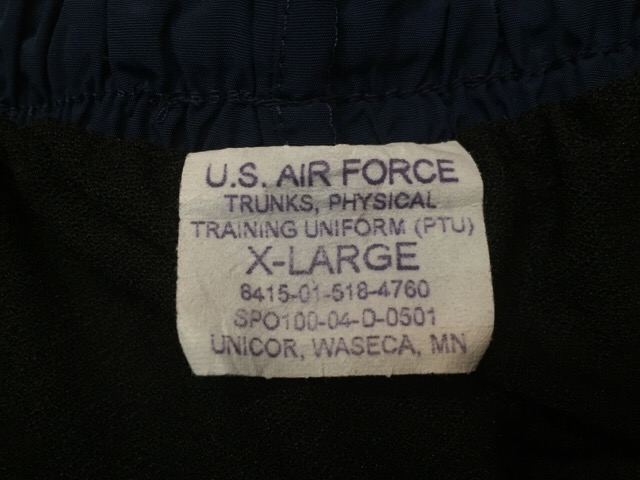 U.S. AIR FORCE
TRUNKS, PHYSICAL
TRAINING UNIFORM (PTU)
X-LARGE
8415-01-518-4760
SPO100-04-D-0501
UNICOR, WASECA, MN